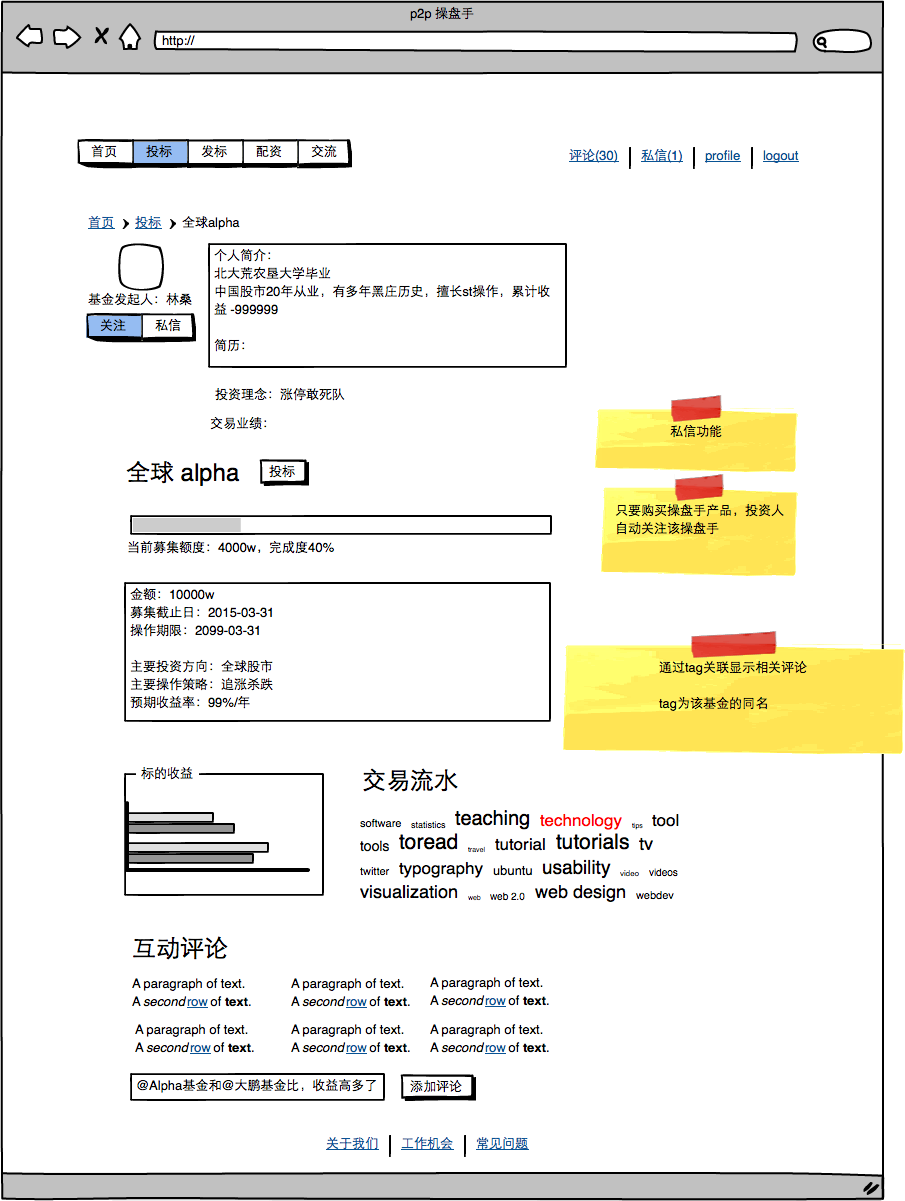 p2p 操盘手
http://
首页 投标 发标 配资 交流
评论(30) 私信(1) profile logout
首页 投标 全球alpha
基金发起人：林桑
关注 私信
个人简介：
北大荒农垦大学毕业
中国股市20年从业，有多年黑庄历史，擅长st操作，累计收
益 -999999
简历：
投资理念：涨停敢死队
交易业绩：
私信功能
全球 alpha 投标
只要购买操盘手产品，投资人
自动关注该操盘手
当前募集额度：4000w，完成度40%
金额：10000w
募集截止日：2015-03-31
操作期限：2099-03-31
主要投资方向：全球股市
主要操作策略：追涨杀跌
预期收益率：99%/年
通过tag关联显示相关评论
tag为该基金的同名
标的收益
交易流水
software statistics teaching technology tips tool
tools toread travel tutorial tutorials tv
twitter typography ubuntu usability video videos
visualization web web 2.0 web design webdev
互动评论
A paragraph of text. A paragraph of text. A paragraph of text.
A second row of text. A second row of text. A second row of text.
A paragraph of text. A paragraph of text. A paragraph of text.
A second row of text. A second row of text. A second row of text.
@Alpha基金和@大鹏基金比，收益高多了 添加评论
关于我们 工作机会 常见问题